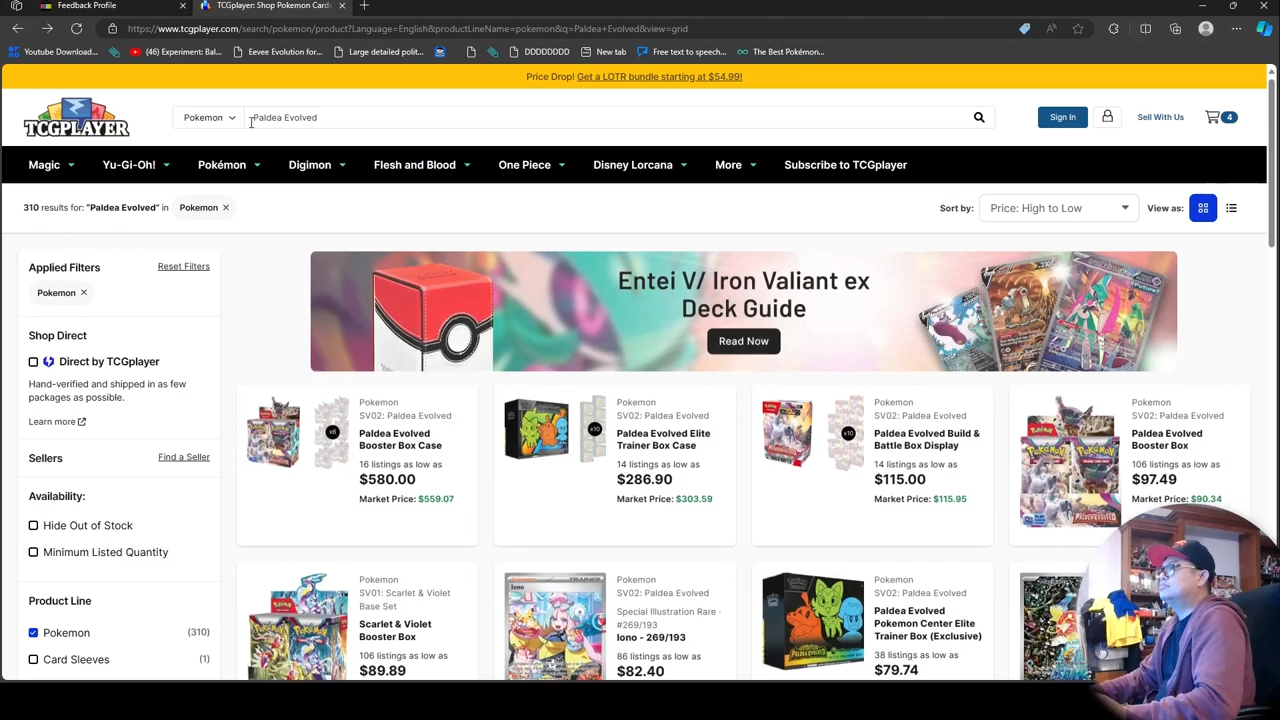 Feedback Profile
TCGplayer: Shop Pokemon Cards
https://www.tcgplayer.com/search/pokemon/product?Language=English&productLineName=pokemon&q=Paldea+Evolved&view=grid
Youtube Download...
(46) Experiment: Bal...
Eevee Evolution for...
Large detailed polit...
DDDDDDD
New tab
Free text to speech...
The Best Pokémon...
Price Drop! Get a LOTR bundle starting at $54.99!
TCGPLAYER
Pokemon
Paldea Evolved
Sign In
Sell With Us
4
Magic
Yu-Gi-Oh!
Pokémon
Digimon
Flesh and Blood
One Piece
Disney Lorcana
More
Subscribe to TCGplayer
310 results for: "Paldea Evolved" in
Pokemon
Sort by:
Price: High to Low
View as:
Applied Filters
Reset Filters
Pokemon
Shop Direct
Direct by TCGplayer
Hand-verified and shipped in as few
packages as possible.
Learn more
Sellers
Find a Seller
Availability:
Hide Out of Stock
Minimum Listed Quantity
Product Line
Pokemon
(310)
Card Sleeves
(1)
Entei V/ Iron Valiant ex
Deck Guide
Read Now
x6
Pokemon
SV02: Paldea Evolved
Paldea Evolved
Booster Box Case
16 listings as low as
$580.00
Market Price: $559.07
x10
Pokemon
SV02: Paldea Evolved
Paldea Evolved Elite
Trainer Box Case
14 listings as low as
$286.90
Market Price: $303.59
x10
Pokemon
SV02: Paldea Evolved
Paldea Evolved Build &
Battle Box Display
14 listings as low as
$115.00
Market Price: $115.95
Pokemon
SV02: Paldea Evolved
Paldea Evolved
Booster Box
106 listings as low as
$97.49
Market Price: $90.34
Pokemon
SV01: Scarlet & Violet
Base Set
Scarlet & Violet
Booster Box
106 listings as low as
$89.89
Iono
TRAINER
Pokemon
SV02: Paldea Evolved
Special Illustration Rare ·
#269/193
Iono - 269/193
86 listings as low as
$82.40
Pokemon
SV02: Paldea Evolved
Paldea Evolved
Pokemon Center Elite
Trainer Box (Exclusive)
38 listings as low as
$79.74